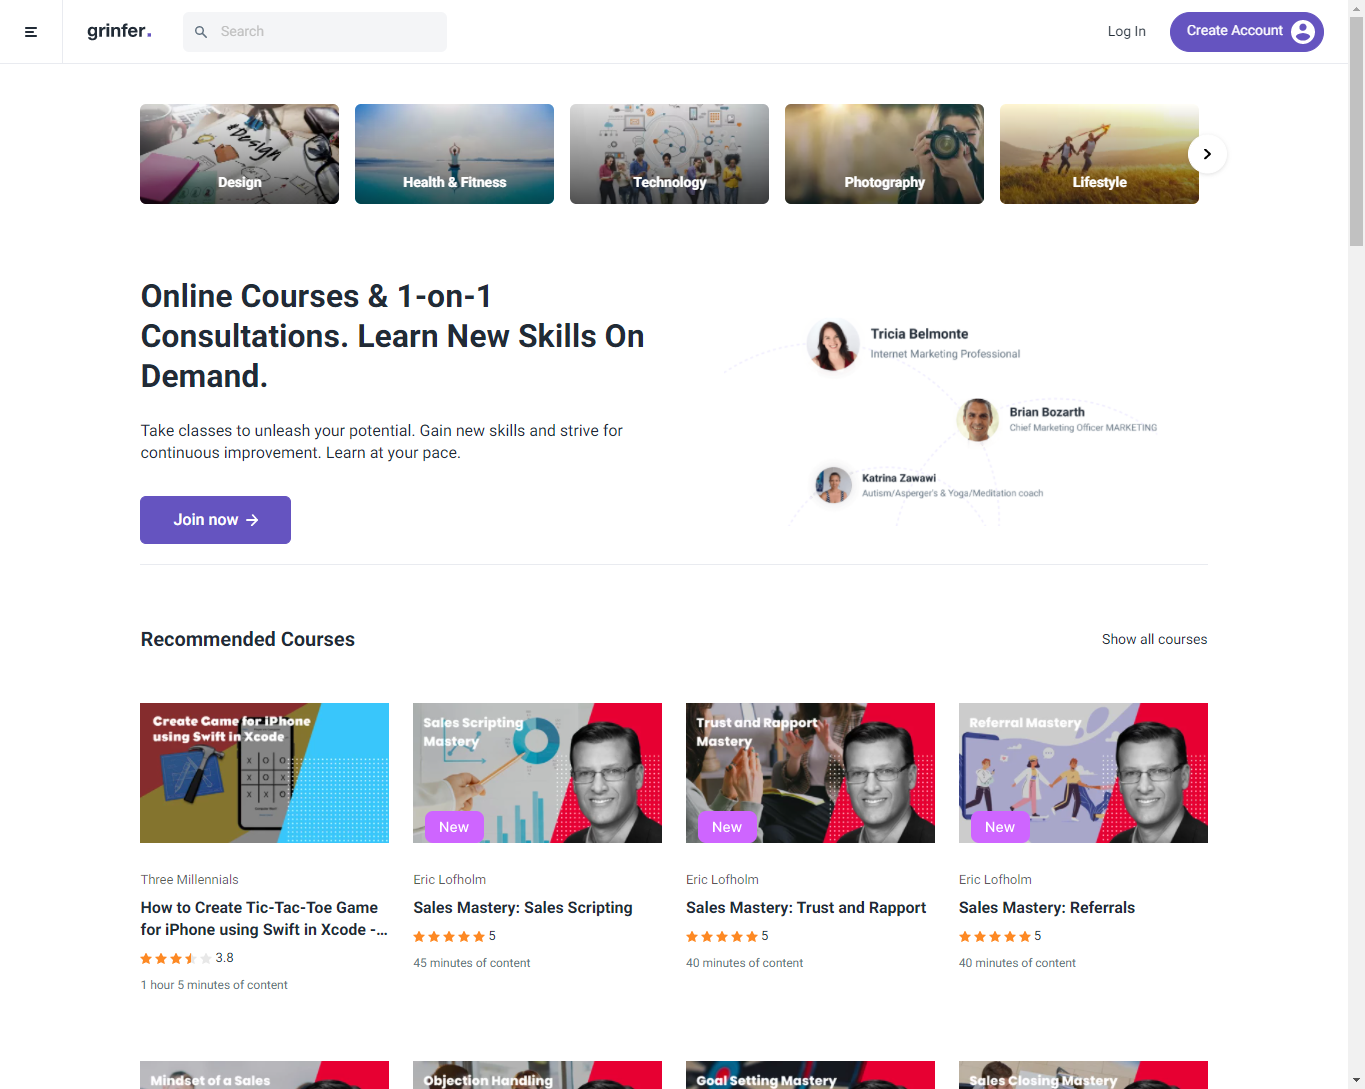 grinfer.
Search
Log In
Create Account
#Design
Design
Health & Fitness
Technology
Photography
Lifestyle
Online Courses & 1-on-1
Consultations. Learn New Skills On
Demand.
Take classes to unleash your potential. Gain new skills and strive for
continuous improvement. Learn at your pace.
Join now
Tricia Belmonte
Internet Marketing Professional
Brian Bozarth
Chief Marketing Officer MARKETING
Katrina Zawawi
Autism/Asperger's & Yoga/Meditation coach
Recommended Courses
Show all courses
Create Game for iPhone
using Swift in Xcode
X O O
X O
X X O
Three Millennials
How to Create Tic-Tac-Toe Game
for iPhone using Swift in Xcode -...
3.8
1 hour 5 minutes of content
Sales Scripting
Mastery
New
Eric Lofholm
Sales Mastery: Sales Scripting
5
45 minutes of content
Trust and Rapport
Mastery
New
Eric Lofholm
Sales Mastery: Trust and Rapport
5
40 minutes of content
Referral Mastery
New
Eric Lofholm
Sales Mastery: Referrals
5
40 minutes of content
Mindset of a Sales
Objection Handling
Goal Setting Mastery
Sales Closing Mastery